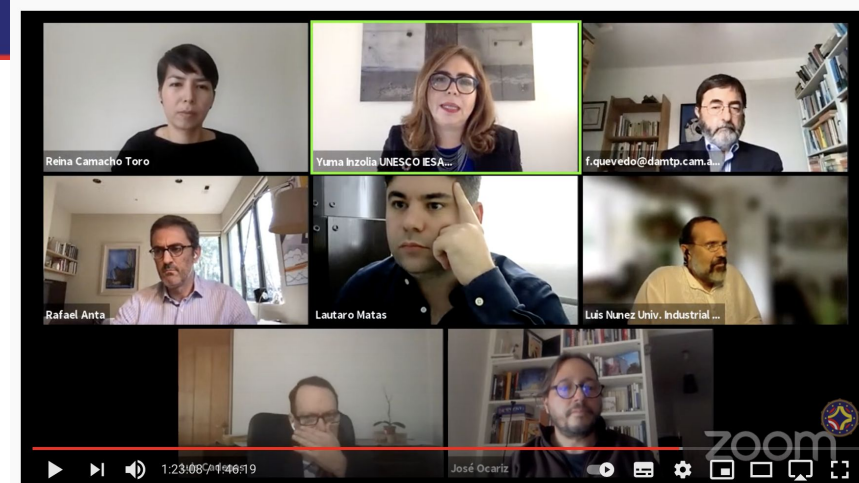 Reina Camacho Toro
Yuma Inzolia UNESCO IESA...
f.quevedo@damtp.cam.a...
Rafael Anta
Lautaro Matas
Luis Nunez Univ. Industrial ...
José Ocariz
zoom
1:23:08 / 1:46:19